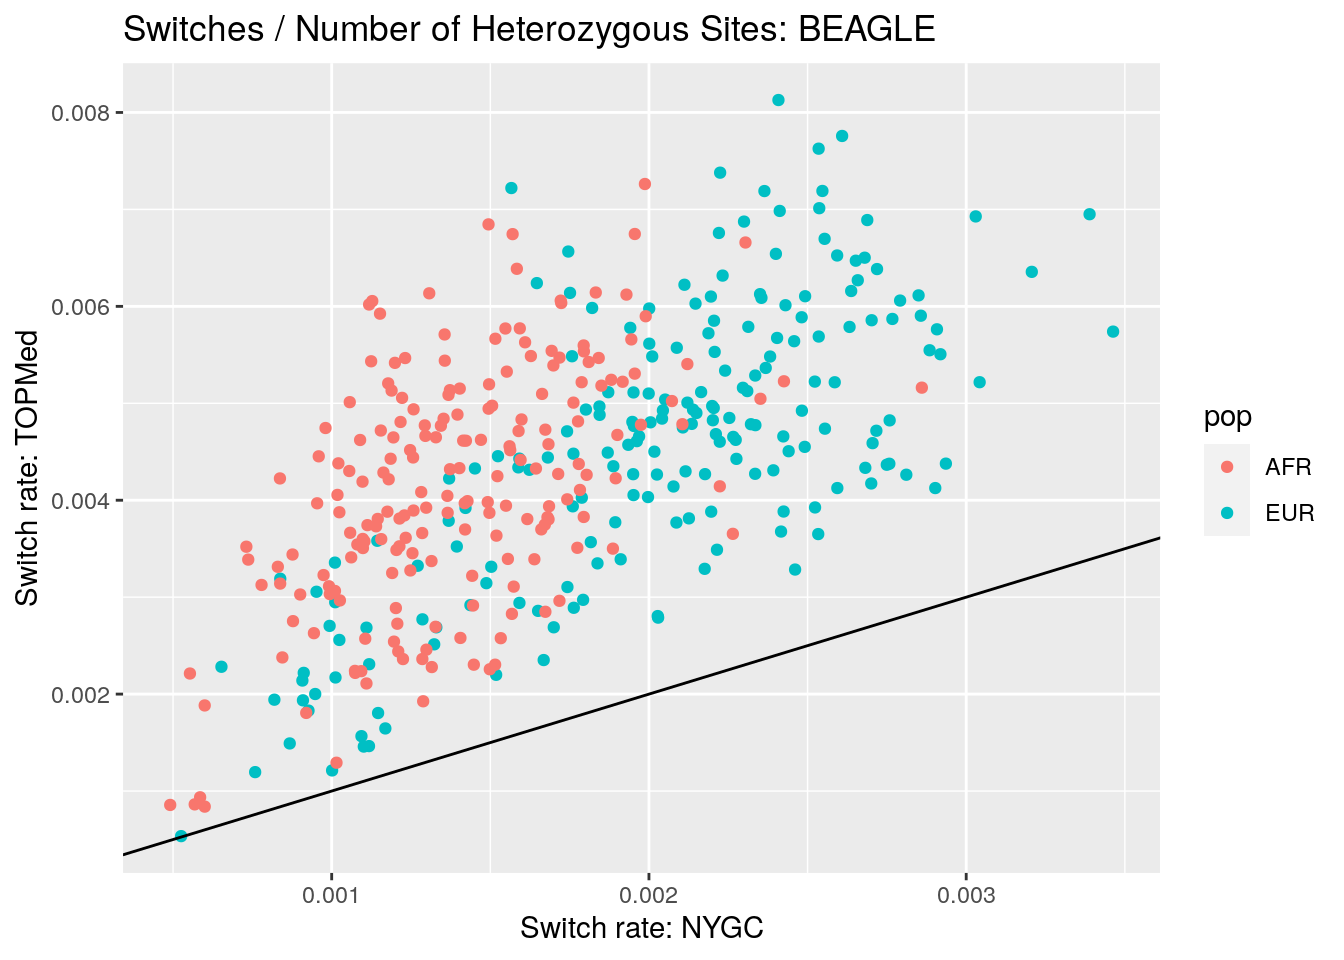 Switches / Number of Heterozygous Sites: BEAGLE
0.008
0.006
0.004
0.002
Switch rate: TOPMed
0.001
0.002
0.003
Switch rate: NYGC
pop
AFR
EUR